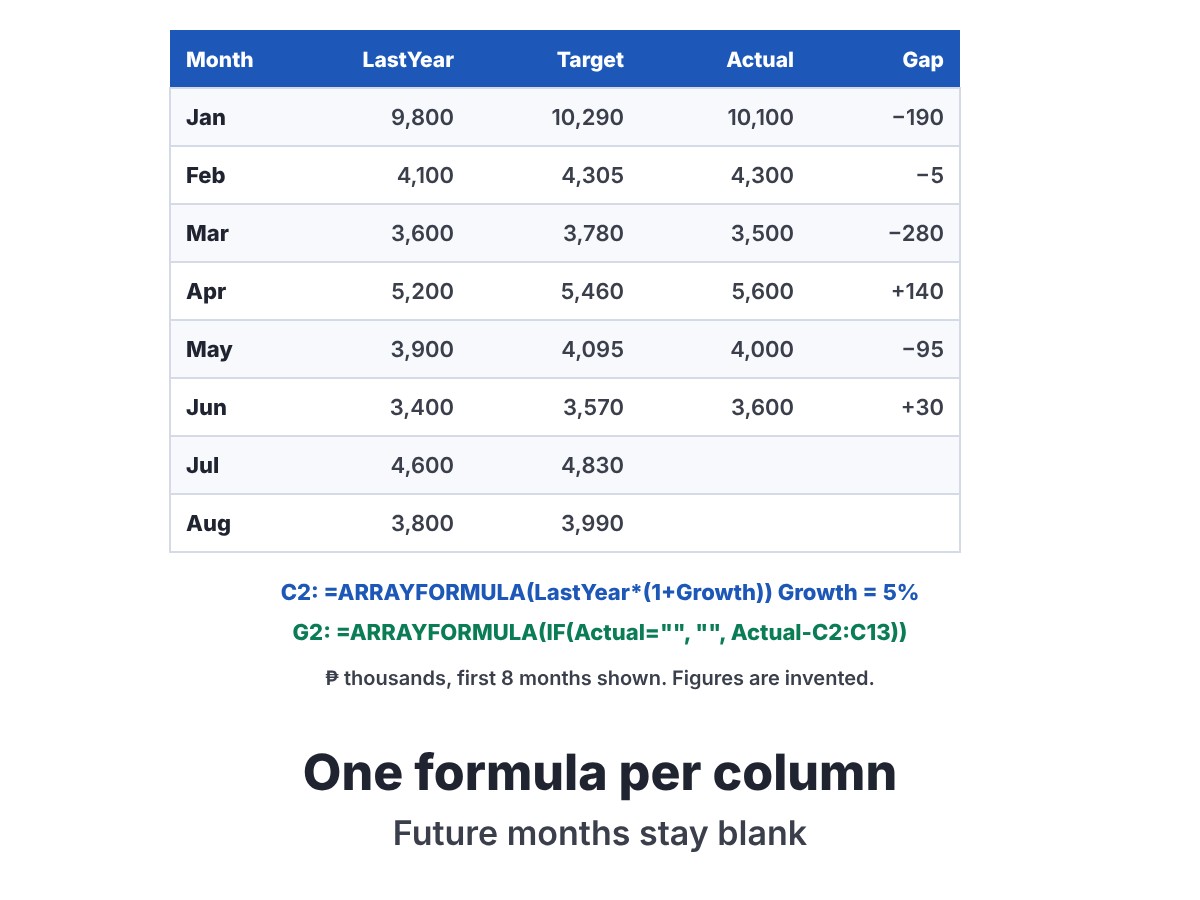 Month LastYear Target Actual Gap
Jan 9,800 10,290 10,100 −190
Feb 4,100 4,305 4,300 −5
Mar 3,600 3,780 3,500 −280
Apr 5,200 5,460 5,600 +140
May 3,900 4,095 4,000 −95
Jun 3,400 3,570 3,600 +30
Jul 4,600 4,830
Aug 3,800 3,990
C2: =ARRAYFORMULA(LastYear*(1+Growth)) Growth = 5%
G2: =ARRAYFORMULA(IF(Actual="", "", Actual-C2:C13))
₱ thousands, first 8 months shown. Figures are invented.
One formula per column
Future months stay blank